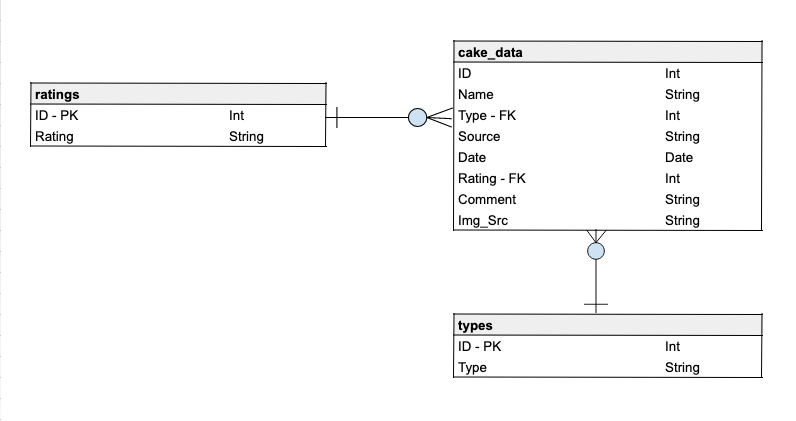 ratings
ID - PK Int
Rating String
cake_data
ID Int
Name String
Type - FK Int
Source String
Date Date
Rating - FK Int
Comment String
Img_Src String
types
ID - PK Int
Type String